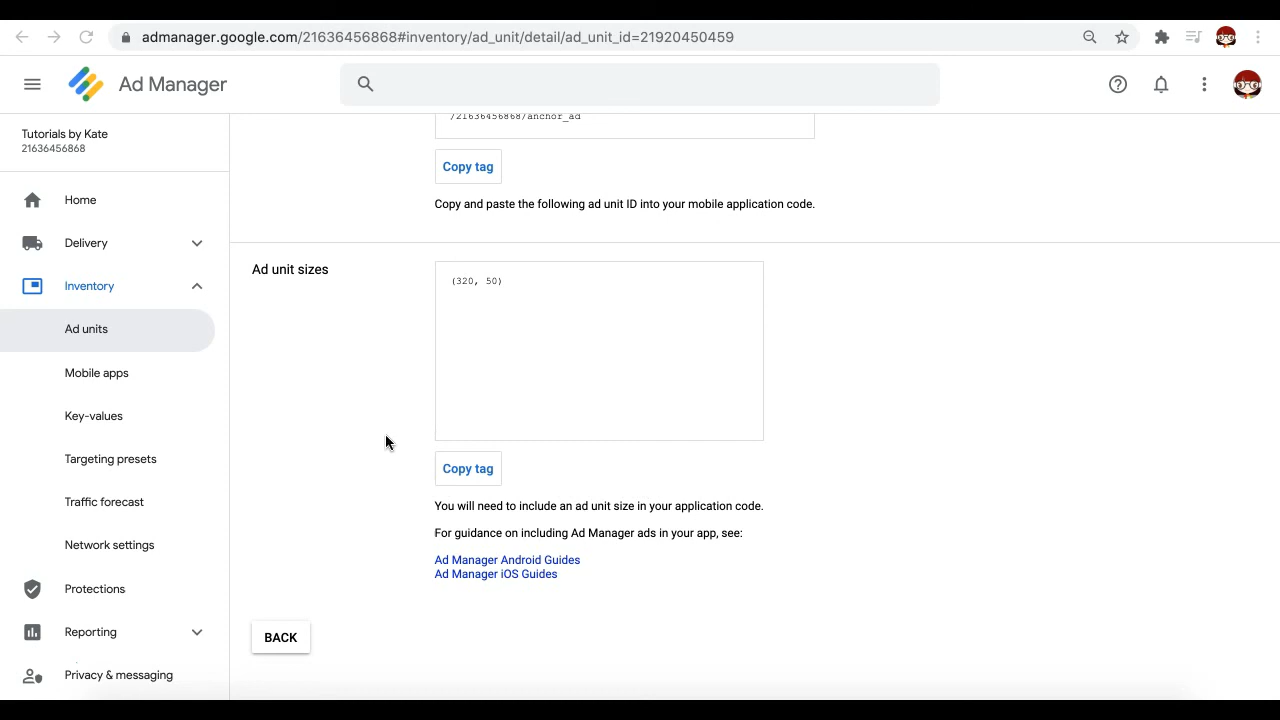 admanager.google.com/21636456868#inventory/ad_unit/detail/ad_unit_id=21920450459
Ad Manager
Tutorials by Kate
21636456868
Home
Delivery
Inventory
Ad units
Mobile apps
Key-values
Targeting presets
Traffic forecast
Network settings
Protections
Reporting
Privacy & messaging
/21636456868/anchor_ad
Copy tag
Copy and paste the following ad unit ID into your mobile application code.
Ad unit sizes
(320, 50)
Copy tag
You will need to include an ad unit size in your application code.
For guidance on including Ad Manager ads in your app, see:
Ad Manager Android Guides
Ad Manager iOS Guides
BACK